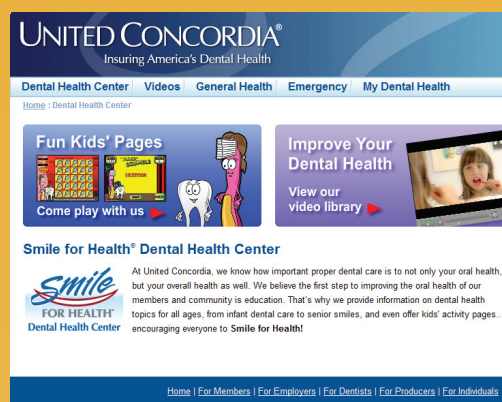 UNITED CONCORDIA®
Insuring America's Dental Health
Dental Health Center Videos General Health Emergency My Dental Health
Home : Dental Health Center
Fun Kids' Pages
Come play with us
Improve Your
Dental Health
View our
video library
Smile for Health® Dental Health Center
Smile
FOR HEALTH®
Dental Health Center
At United Concordia, we know how important proper dental care is to not only your oral health,
but your overall health as well. We believe the first step to improving the oral health of our
members and community is education. That's why we provide information on dental health
topics for all ages, from infant dental care to senior smiles, and even offer kids' activity pages...
encouraging everyone to Smile for Health!
Home | For Members | For Employers | For Dentists | For Producers | For Individuals